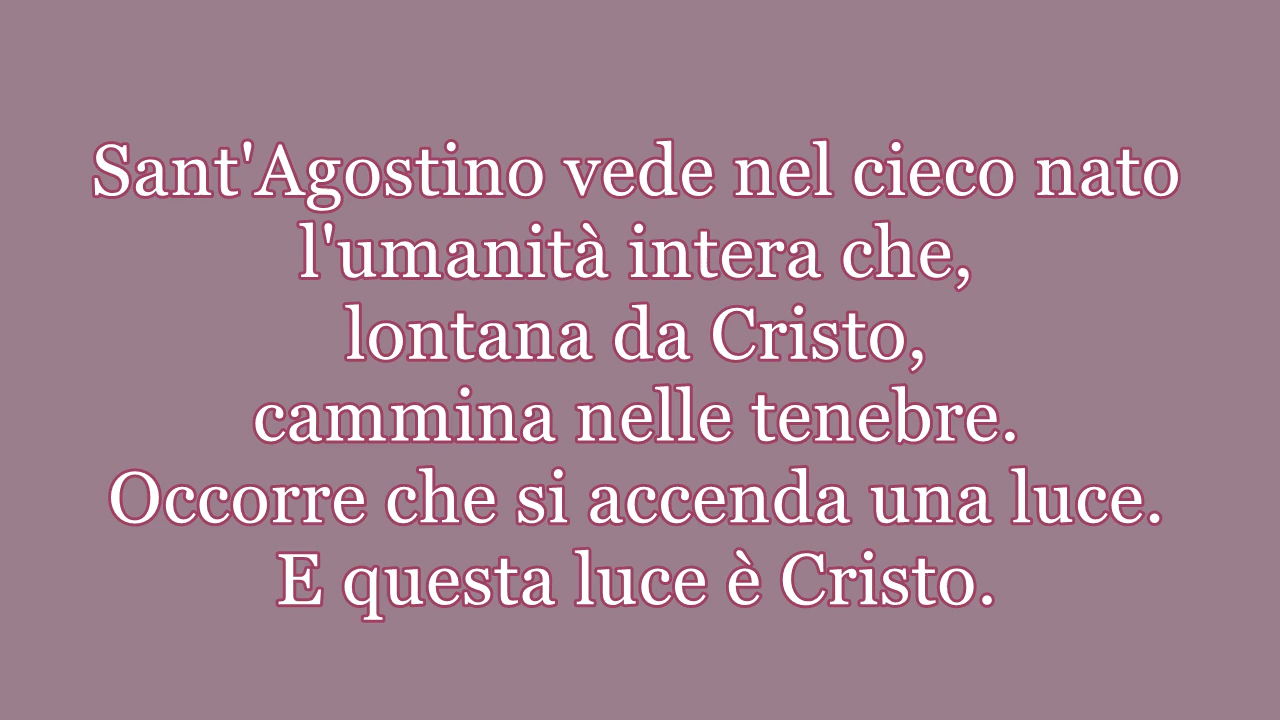 Sant'Agostino vede nel cieco nato
l'umanità intera che,
lontana da Cristo,
cammina nelle tenebre.
Occorre che si accenda una luce.
E questa luce è Cristo.